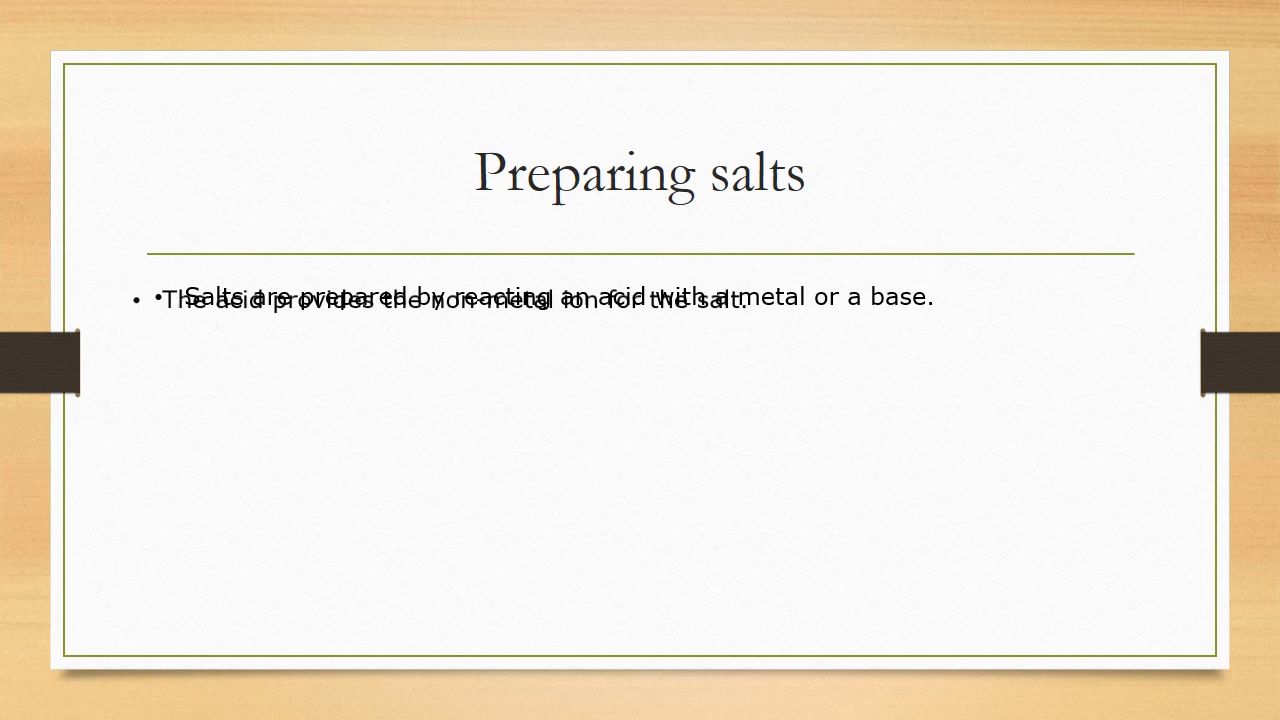 Preparing salts
• Salts are prepared by reacting an acid with a metal or a base.
• The acid provides the non-metal ion for the salt.